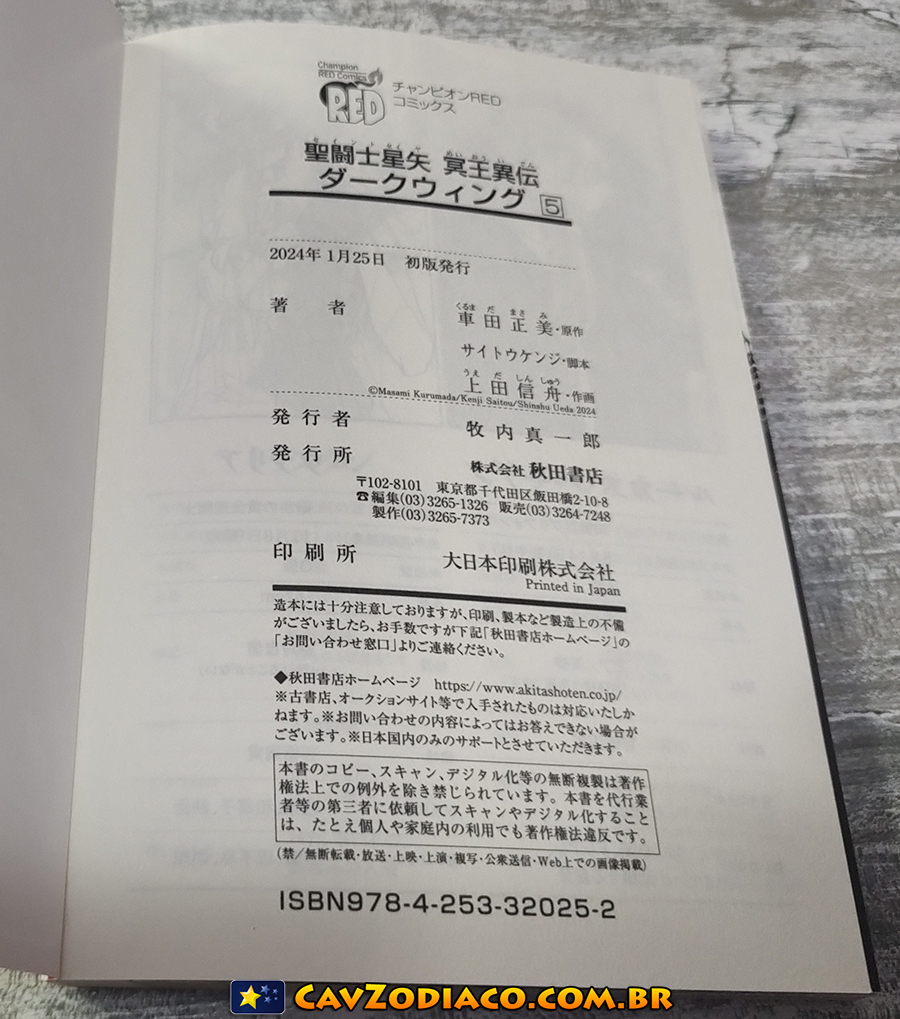 Champion
RED Comics
RED
チャンピオンRED
コミックス
聖闘士星矢 冥王異伝
めいおういでん
ダークウィング 5
2024年1月25日 初版発行
著者
くるまだまさみ
車田正美・原作
サイトウケンジ・脚本
うえだしんしゅう
上田信舟・作画
©Masami Kurumada/Kenji Saitou/Shinshu Ueda 2024
発行者 牧内真一郎
発行所 株式会社 秋田書店
〒102-8101 東京都千代田区飯田橋2-10-8
☎編集(03)3265-1326 販売(03)3264-7248
製作(03)3265-7373
印刷所 大日本印刷株式会社
Printed in Japan
造本には十分注意しておりますが、印刷、製本など製造上の不備
がございましたら、お手数ですが下記「秋田書店ホームページ」の
「お問い合わせ窓口」よりご連絡ください。
◆秋田書店ホームページ https://www.akitashoten.co.jp/
※古書店、オークションサイト等で入手されたものは対応いたしか
ねます。※お問い合わせの内容によってはお答えできない場合が
ございます。※日本国内のみのサポートとさせていただきます。
本書のコピー、スキャン、デジタル化等の無断複製は著作
権法上での例外を除き禁じられています。本書を代行業
者等の第三者に依頼してスキャンやデジタル化すること
は、たとえ個人や家庭内の利用でも著作権法違反です。
(禁/無断転載・放送・上映・上演・複写・公衆送信・Web上での画像掲載)
ISBN978-4-253-32025-2
CavZodiaco.com.br